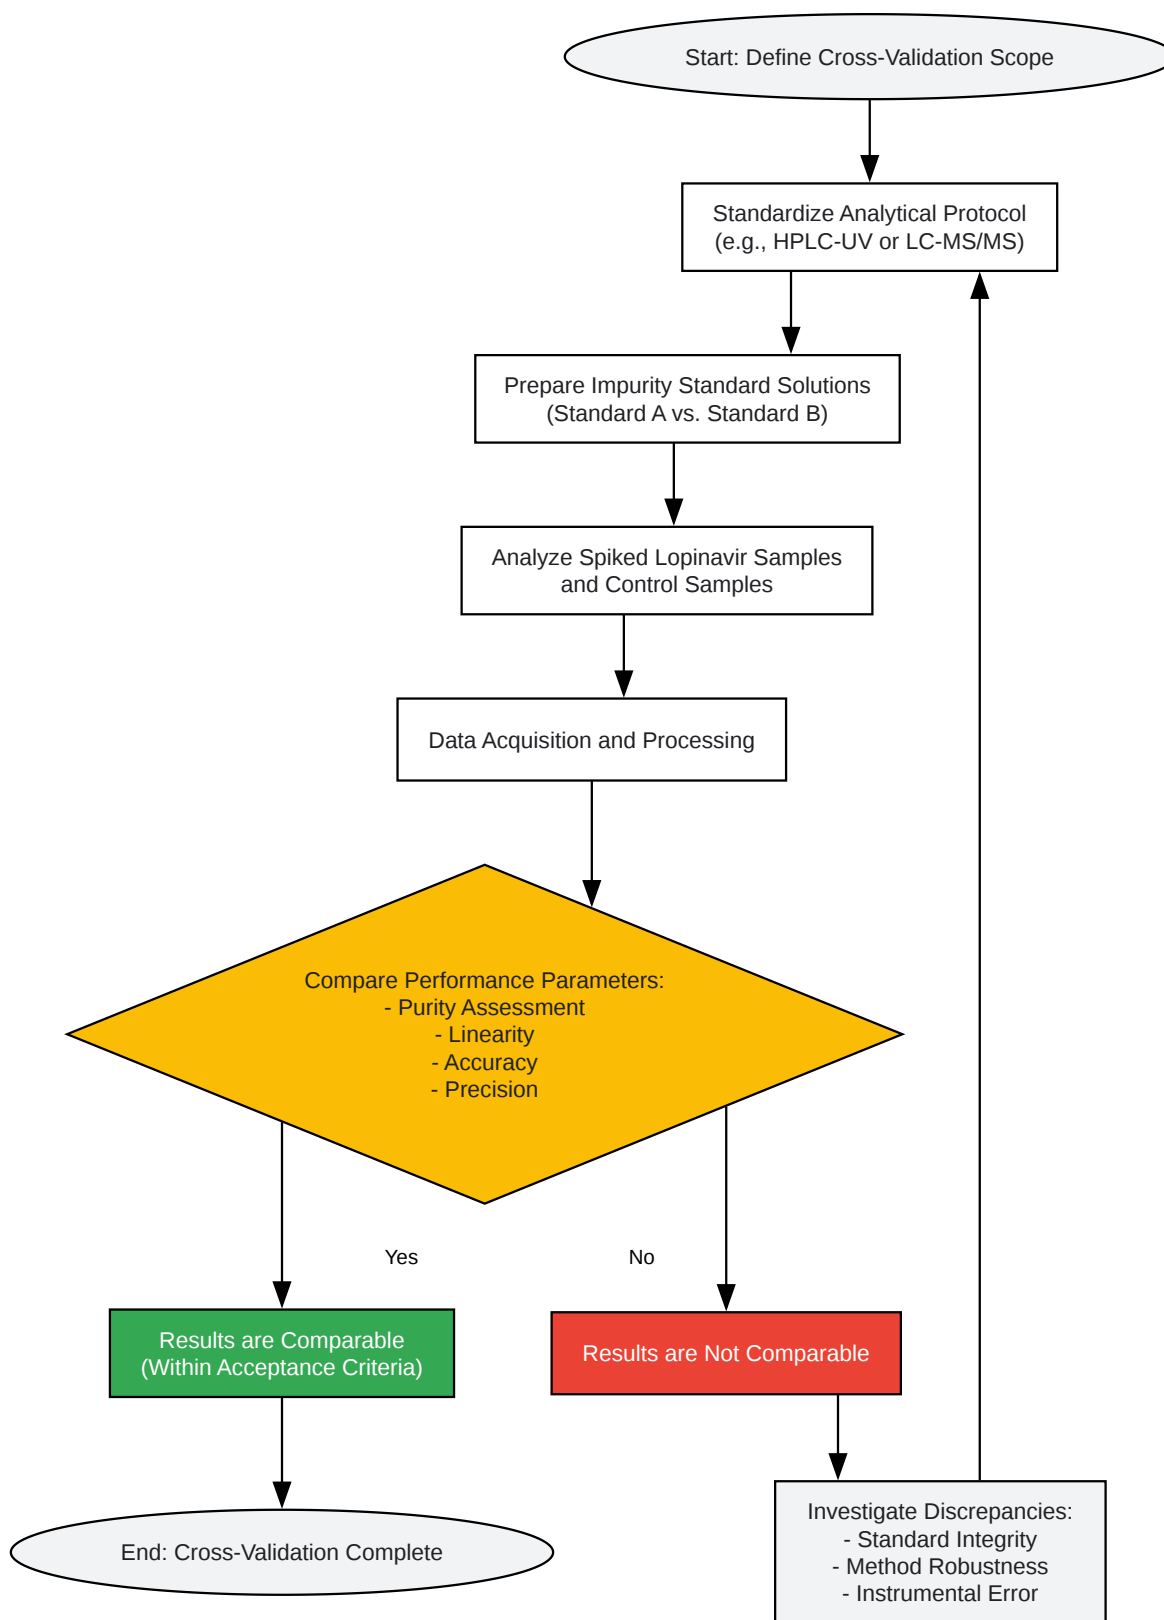 Start: Define Cross-Validation Scope
Standardize Analytical Protocol
(e.g., HPLC-UV or LC-MS/MS)
Prepare Impurity Standard Solutions
(Standard A vs. Standard B)
Analyze Spiked Lopinavir Samples
and Control Samples
Data Acquisition and Processing
Compare Performance Parameters:
- Purity Assessment
- Linearity
- Accuracy
- Precision
Yes
No
Results are Comparable
(Within Acceptance Criteria)
Results are Not Comparable
End: Cross-Validation Complete
Investigate Discrepancies:
- Standard Integrity
- Method Robustness
- Instrumental Error